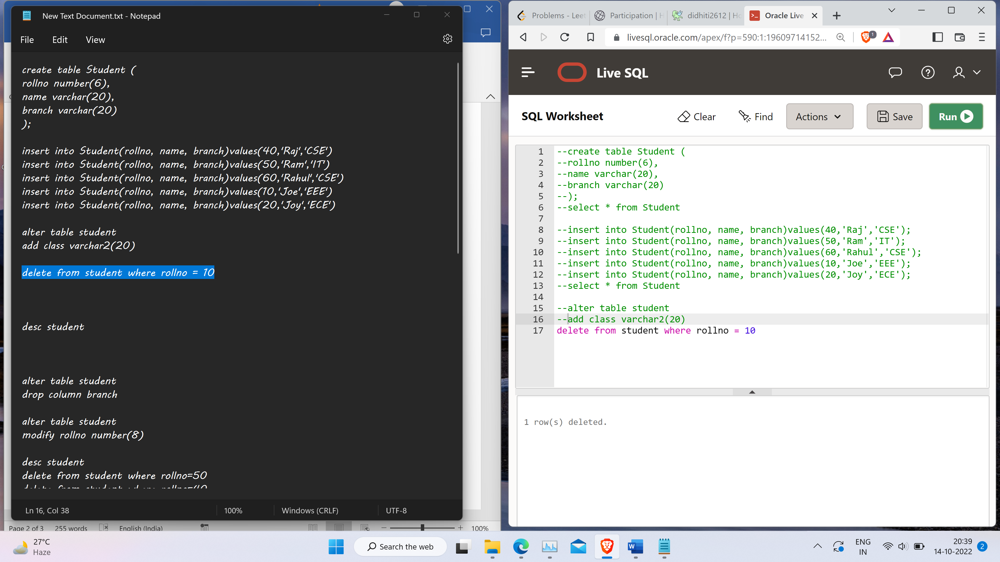 New Text Document.txt - Notepad
File Edit View
create table Student (
rollno number(6),
name varchar(20),
branch varchar(20)
);
insert into Student(rollno, name, branch)values(40,'Raj','CSE')
insert into Student(rollno, name, branch)values(50,'Ram','IT')
insert into Student(rollno, name, branch)values(60,'Rahul','CSE')
insert into Student(rollno, name, branch)values(10,'Joe','EEE')
insert into Student(rollno, name, branch)values(20,'Joy','ECE')
alter table student
add class varchar2(20)
delete from student where rollno = 10
desc student
alter table student
drop column branch
alter table student
modify rollno number(8)
desc student
delete from student where rollno=50
delete from student where rollno=40
Ln 16, Col 38 100% Windows (CRLF) UTF-8
Page 2 of 3 255 words English (India) 100%
Problems - Leet Participation | H didhiti2612 | Ho Oracle Live
livesql.oracle.com/apex/f?p=590:1:19609714152... 1
Live SQL
SQL Worksheet Clear Find Actions Save Run
1 --create table Student (
2 --rollno number(6),
3 --name varchar(20),
4 --branch varchar(20)
5 --);
6 --select * from Student
7
8 --insert into Student(rollno, name, branch)values(40,'Raj','CSE');
9 --insert into Student(rollno, name, branch)values(50,'Ram','IT');
10 --insert into Student(rollno, name, branch)values(60,'Rahul','CSE');
11 --insert into Student(rollno, name, branch)values(10,'Joe','EEE');
12 --insert into Student(rollno, name, branch)values(20,'Joy','ECE');
13 --select * from Student
14
15 --alter table student
16 --add class varchar2(20)
17 delete from student where rollno = 10
1 row(s) deleted.
27°C
Haze
Search the web
ENG
IN
20:39
14-10-2022
2